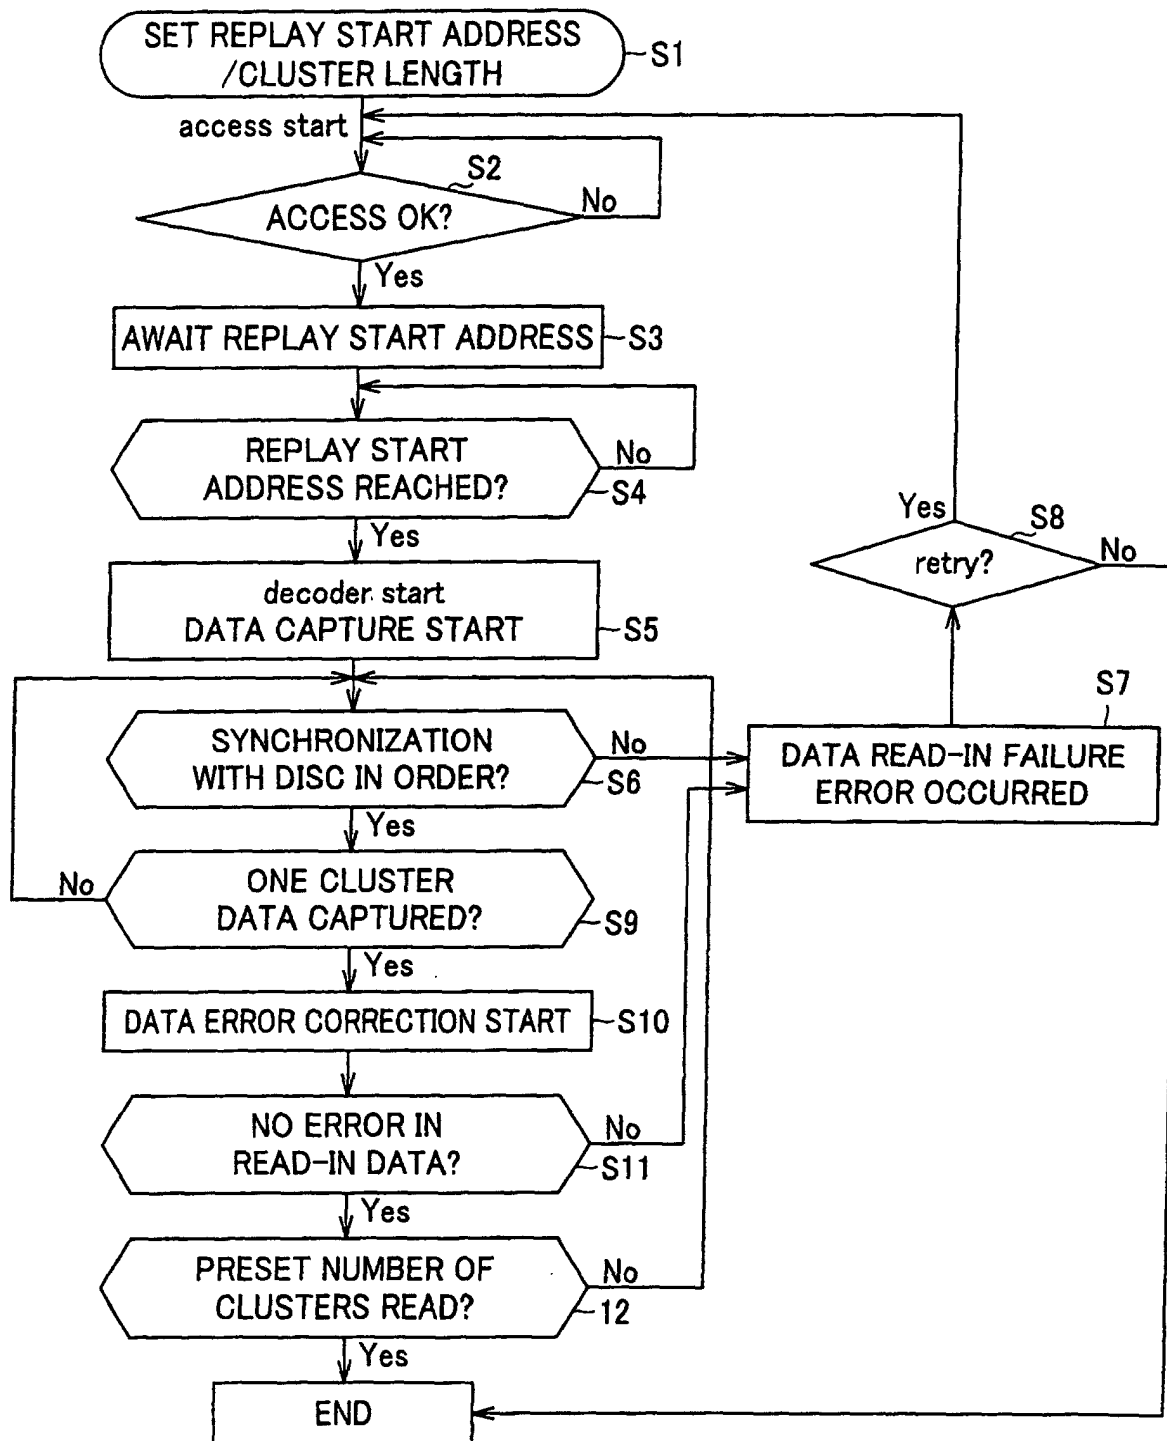 SET REPLAY START ADDRESS
/CLUSTER LENGTH
S1
access start
S2
ACCESS OK?
No
Yes
AWAIT REPLAY START ADDRESS
S3
REPLAY START
ADDRESS REACHED?
No
S4
Yes
decoder start
DATA CAPTURE START
S5
SYNCHRONIZATION
WITH DISC IN ORDER?
No
S6
Yes
S7
DATA READ-IN FAILURE
ERROR OCCURRED
Yes
S8
retry?
No
ONE CLUSTER
DATA CAPTURED?
No
S9
Yes
DATA ERROR CORRECTION START
S10
NO ERROR IN
READ-IN DATA?
No
S11
Yes
PRESET NUMBER OF
CLUSTERS READ?
No
12
Yes
END